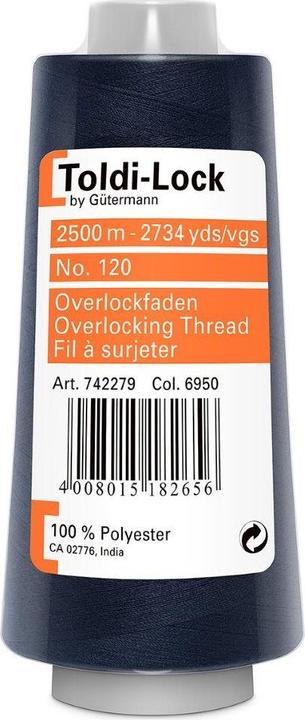 Toldi-Lock
by Gütermann
2500 m - 2734 yds/vgs
No. 120
Overlockfaden
Overlocking Thread
Fil à surjeter
Art. 742279 Col. 6950
4 008015 182656
100 % Polyester
CA 02776, India